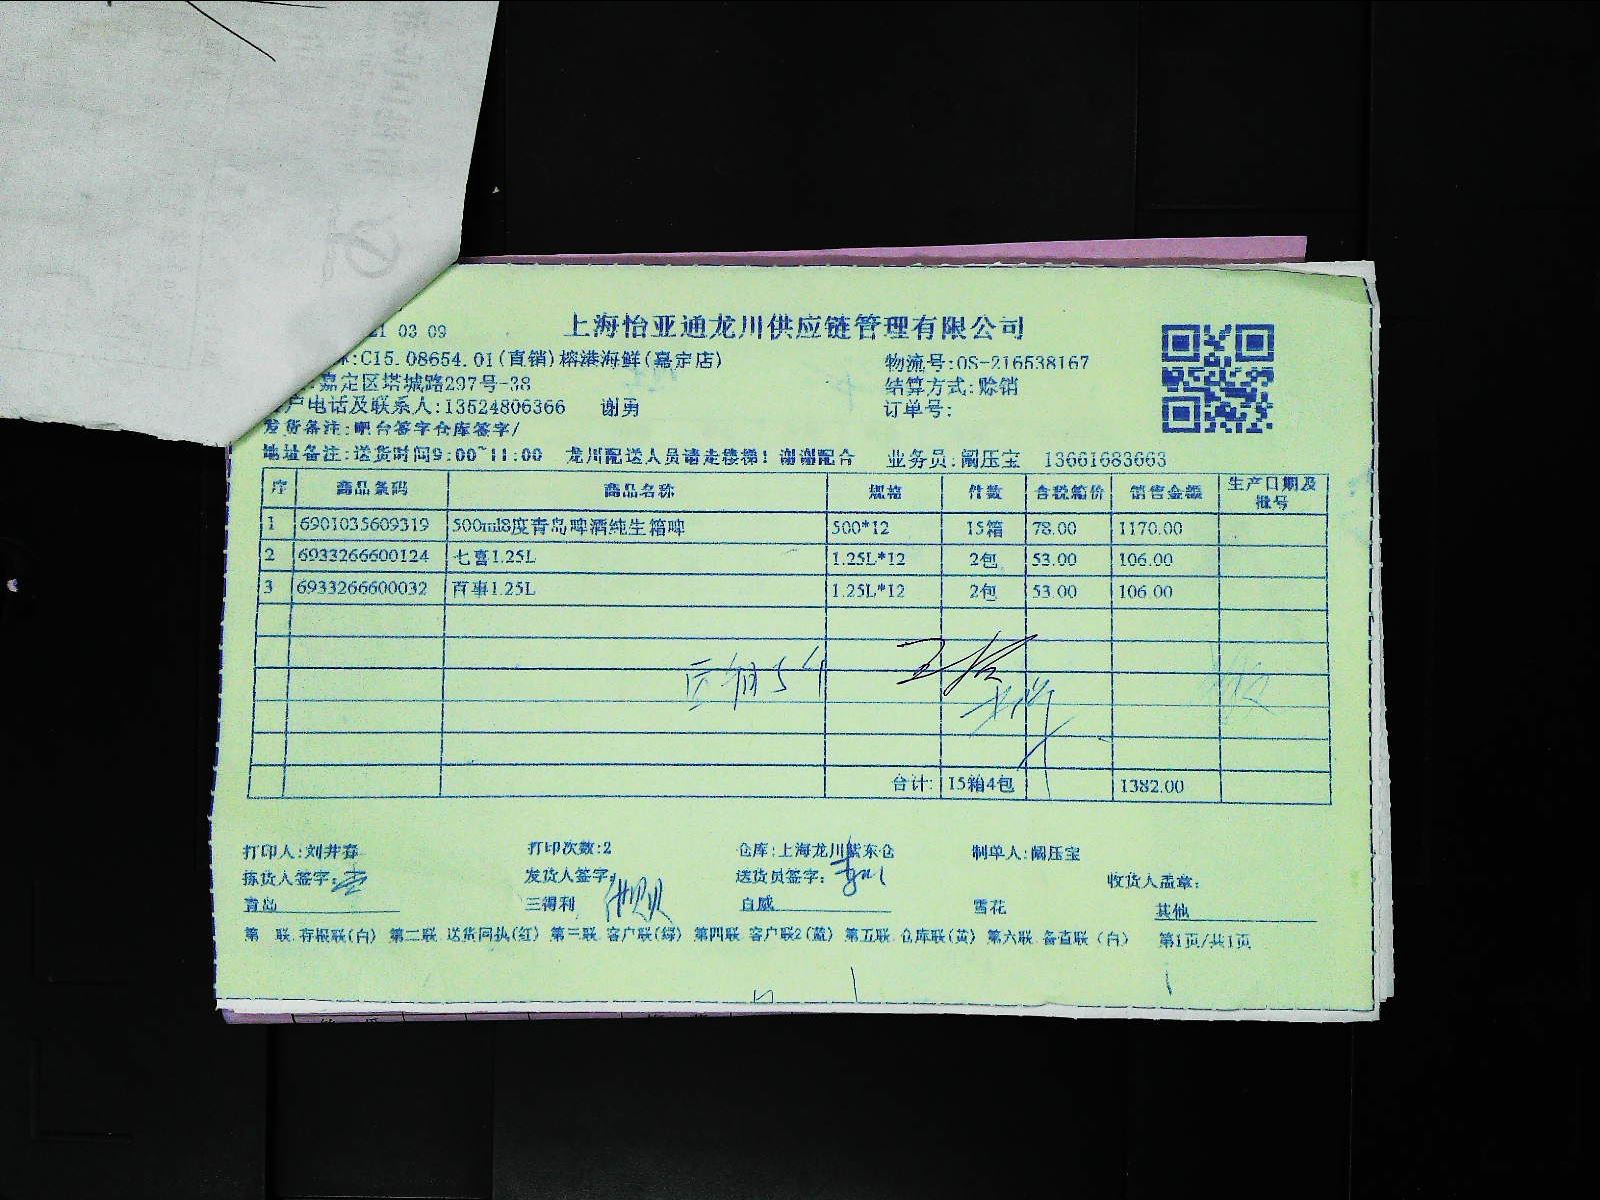 上海怡亚通龙川供应链管理有限公司
21 03 09
:C15.08654.01(直销)榕港海鲜(嘉定店)
物流号:OS-216538167
:嘉定区塔城路297号-38
结算方式:赊销
户电话及联系人:13524806366 谢勇
订单号:
发货备注:吧台签字仓库签字/
地址备注:送货时间9:00~11:00 龙川配送人员请走楼梯！谢谢配合 业务员:阚压宝 13661683663
序 商品条码 商品名称 规格 件数 含税箱价 销售金额 生产日期及批号
1 6901035609319 500ml8度青岛啤酒纯生箱啤 500*12 15箱 78.00 1170.00
2 6933266600124 七喜1.25L 1.25L*12 2包 53.00 106.00
3 6933266600032 百事1.25L 1.25L*12 2包 53.00 106.00
合计: 15箱4包 1382.00
打印人:刘井春 打印次数:2 仓库:上海龙川紫东仓 制单人:阚压宝
拣货人签字: 发货人签字: 送货员签字: 收货人盖章:
青岛 三得利 百威 雪花 其他
第 联 存根联(白) 第二联 送货回执(红) 第三联 客户联(绿) 第四联 客户联2(蓝) 第五联 仓库联(黄) 第六联 备查联(白) 第1页/共1页